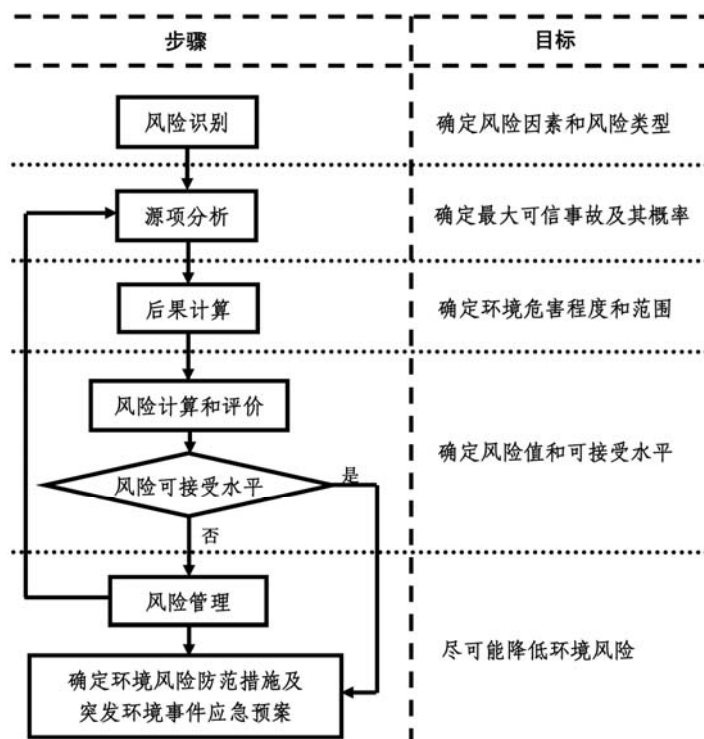 步骤
目标
风险识别
确定风险因素和风险类型
源项分析
确定最大可信事故及其概率
后果计算
确定环境危害程度和范围
风险计算和评价
确定风险值和可接受水平
风险可接受水平
是
否
风险管理
尽可能降低环境风险
确定环境风险防范措施及
突发环境事件应急预案